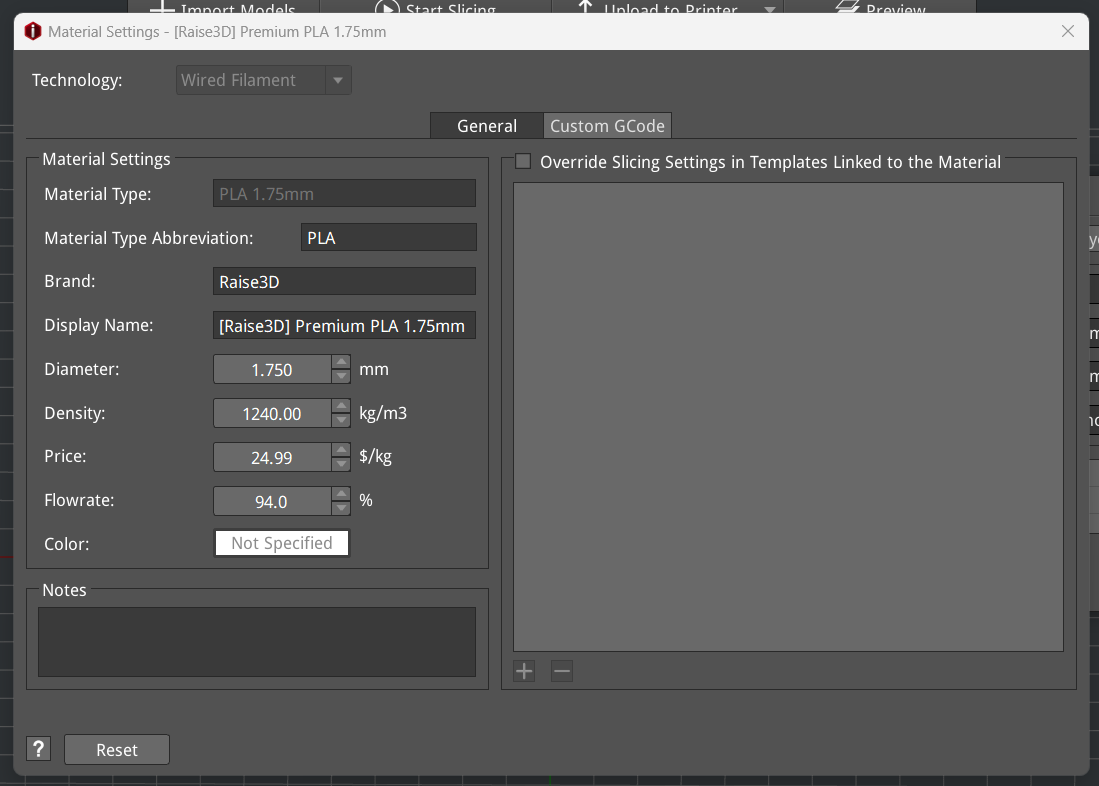 Import Models Start Slicing Upload to Printer Preview
Material Settings - [Raise3D] Premium PLA 1.75mm
Technology: Wired Filament
General Custom GCode
Material Settings
Material Type: PLA 1.75mm
Material Type Abbreviation: PLA
Brand: Raise3D
Display Name: [Raise3D] Premium PLA 1.75mm
Diameter: 1.750 mm
Density: 1240.00 kg/m3
Price: 24.99 $/kg
Flowrate: 94.0 %
Color: Not Specified
Notes
Override Slicing Settings in Templates Linked to the Material
? Reset